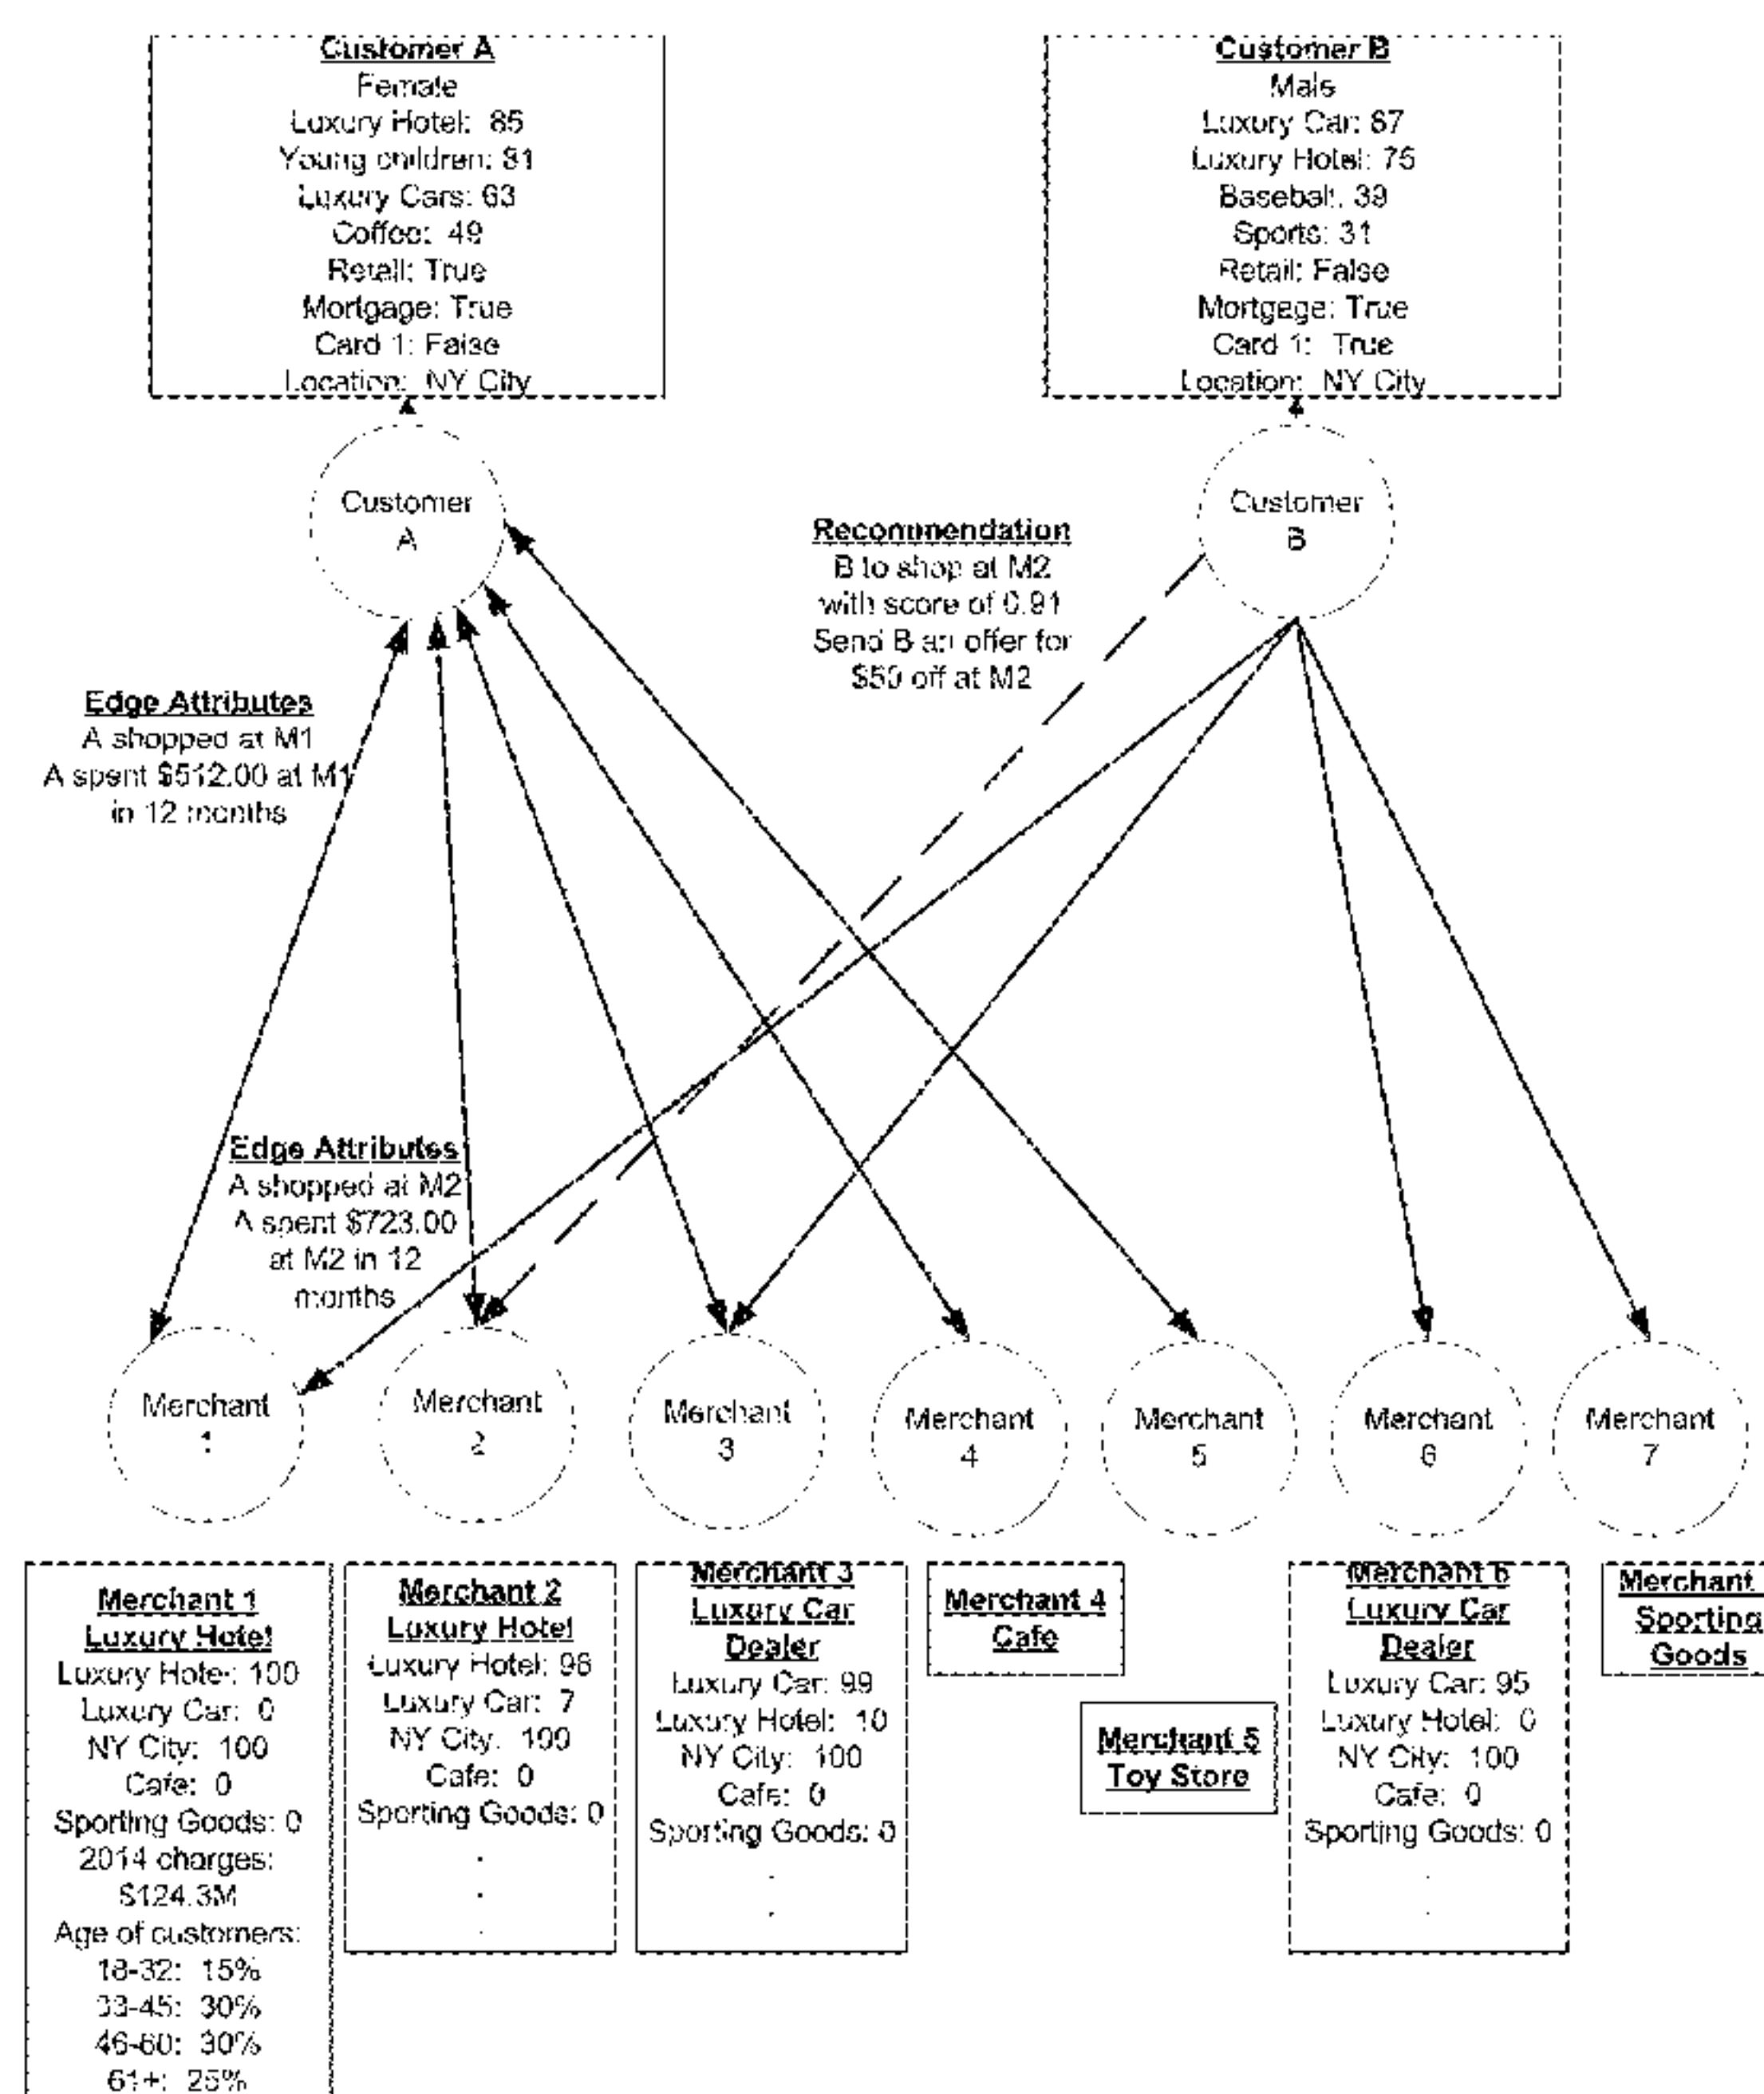 Customer A
Female
Luxury Hotel: 85
Young children: 81
Luxury Cars: 63
Coffee: 49
Retail: True
Mortgage: True
Card 1: False
Location: NY City
Customer B
Male
Luxury Car: 87
Luxury Hotel: 75
Baseball: 39
Sports: 31
Retail: False
Mortgage: True
Card 1: True
Location: NY City
Customer
A
Customer
B
Recommendation
B to shop at M2
with score of 0.91
Send B an offer for
$50 off at M2
Edge Attributes
A shopped at M1
A spent $512.00 at M1
in 12 months
Edge Attributes
A shopped at M2
A spent $723.00
at M2 in 12
months
Merchant
1
Merchant
2
Merchant
3
Merchant
4
Merchant
5
Merchant
6
Merchant
7
Merchant 1
Luxury Hotel
Luxury Hotel: 100
Luxury Car: 0
NY City: 100
Cafe: 0
Sporting Goods: 0
2014 charges:
$124.3M
Age of customers:
18-32: 15%
33-45: 30%
46-60: 30%
61+: 25%
Merchant 2
Luxury Hotel
Luxury Hotel: 98
Luxury Car: 7
NY City: 100
Cafe: 0
Sporting Goods: 0
Merchant 3
Luxury Car
Dealer
Luxury Car: 99
Luxury Hotel: 10
NY City: 100
Cafe: 0
Sporting Goods: 0
Merchant 4
Cafe
Merchant 5
Toy Store
Merchant 6
Luxury Car
Dealer
Luxury Car: 95
Luxury Hotel: 0
NY City: 100
Cafe: 0
Sporting Goods: 0
Merchant
Sporting
Goods